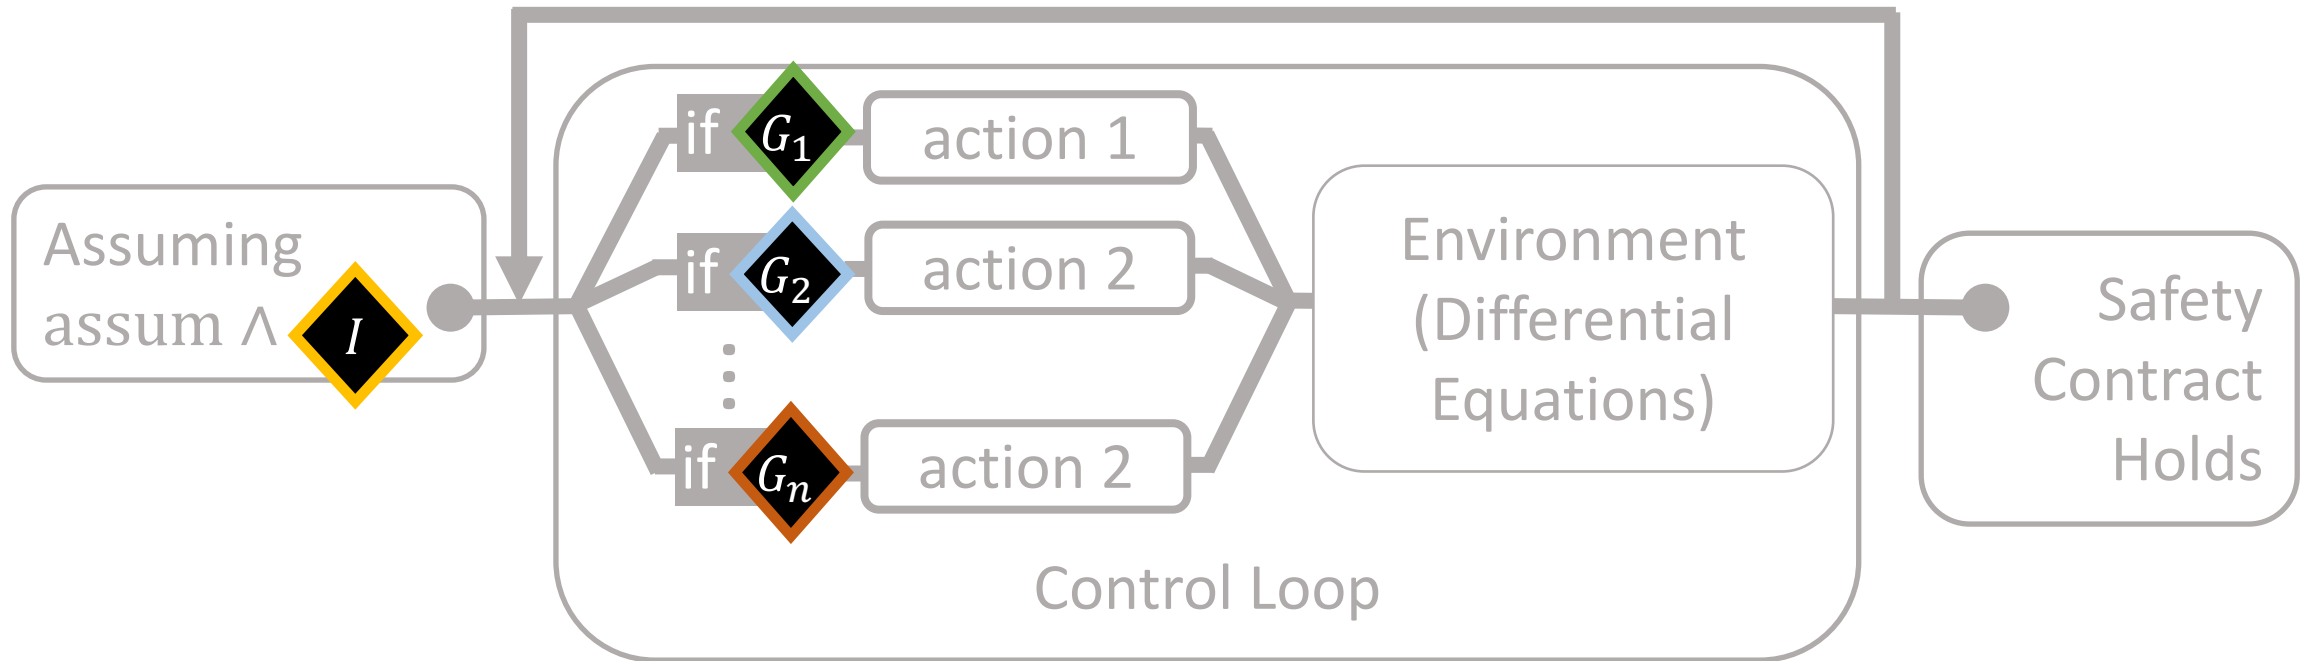 Assuming
assum ∧ I
if G₁ action 1
if G₂ action 2
if Gₙ action 2
Environment
(Differential
Equations)
Control Loop
Safety
Contract
Holds